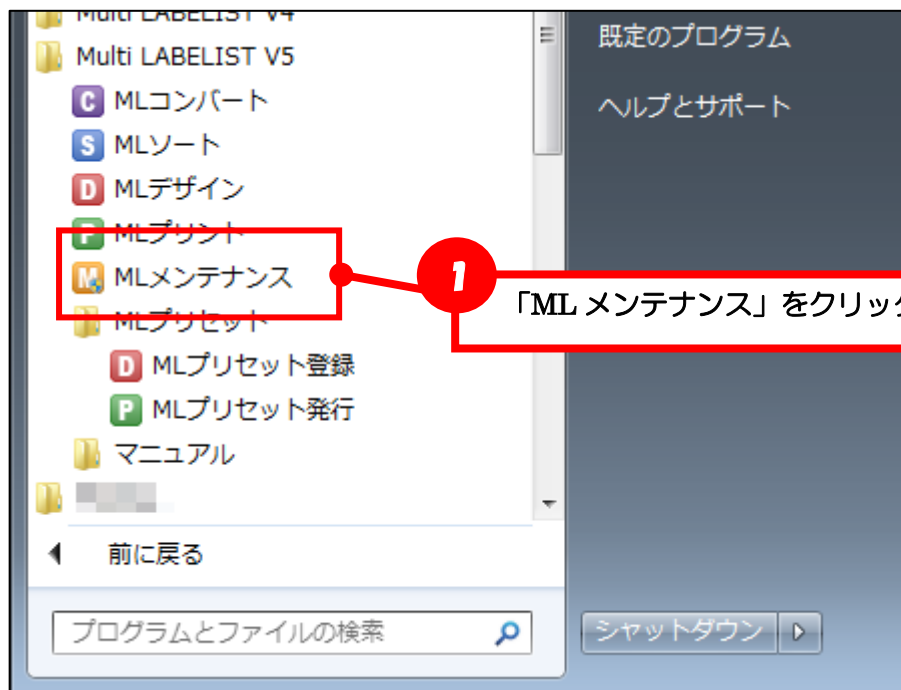 Multi LABELIST V4
Multi LABELIST V5
C MLコンバート
S MLソート
D MLデザイン
P MLプリント
M MLメンテナンス
MLプリセット
D MLプリセット登録
P MLプリセット発行
マニュアル
前に戻る
プログラムとファイルの検索
既定のプログラム
ヘルプとサポート
1
「MLメンテナンス」をクリック
シャットダウン